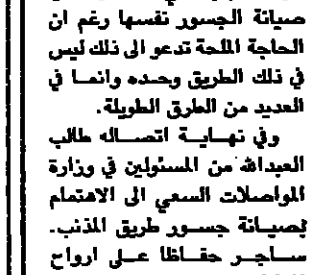 صيانة الجسور نفسها رغم ان
الحاجة الملحة تدعو الى ذلك ليس
في ذلك الطريق وحده وانما في
العديد من الطرق الطويلة.
وفي نهاية اتصاله طالب
العبدالله من المسئولين في وزارة
المواصلات السعي الى الاهتمام
بصيانة جسور طريق المذنب.
ساجر حفاظا على ارواح